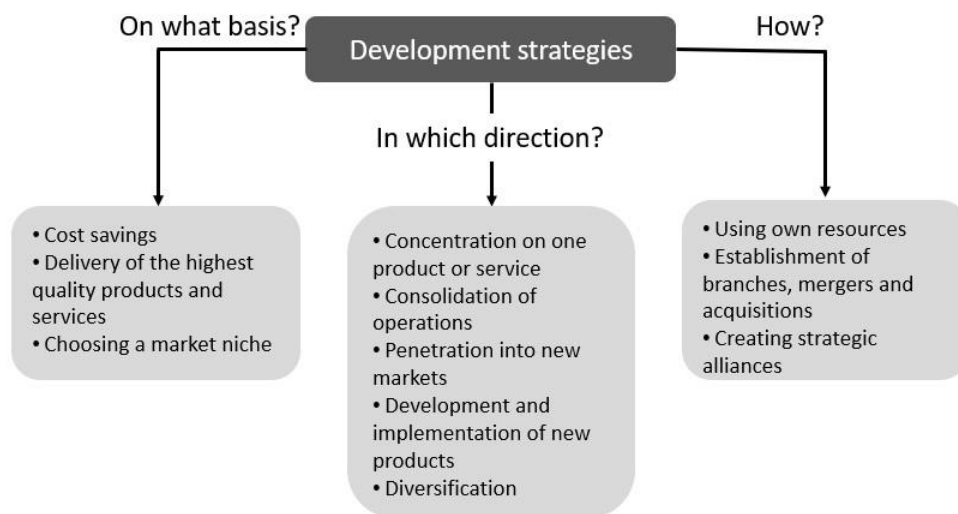 On what basis?
Development strategies
How?
In which direction?
• Cost savings
• Delivery of the highest
quality products and
services
• Choosing a market niche
• Concentration on one
product or service
• Consolidation of
operations
• Penetration into new
markets
• Development and
implementation of new
products
• Diversification
• Using own resources
• Establishment of
branches, mergers and
acquisitions
• Creating strategic
alliances